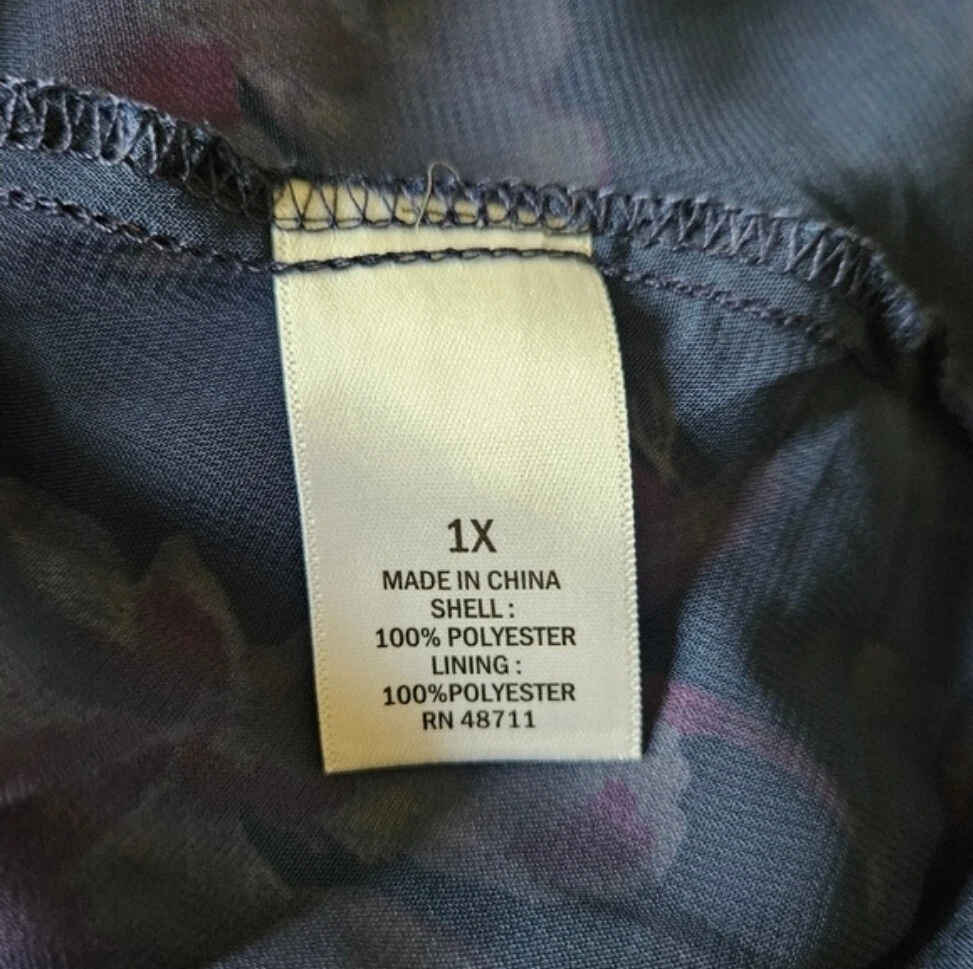 1X
MADE IN CHINA
SHELL :
100% POLYESTER
LINING :
100%POLYESTER
RN 48711